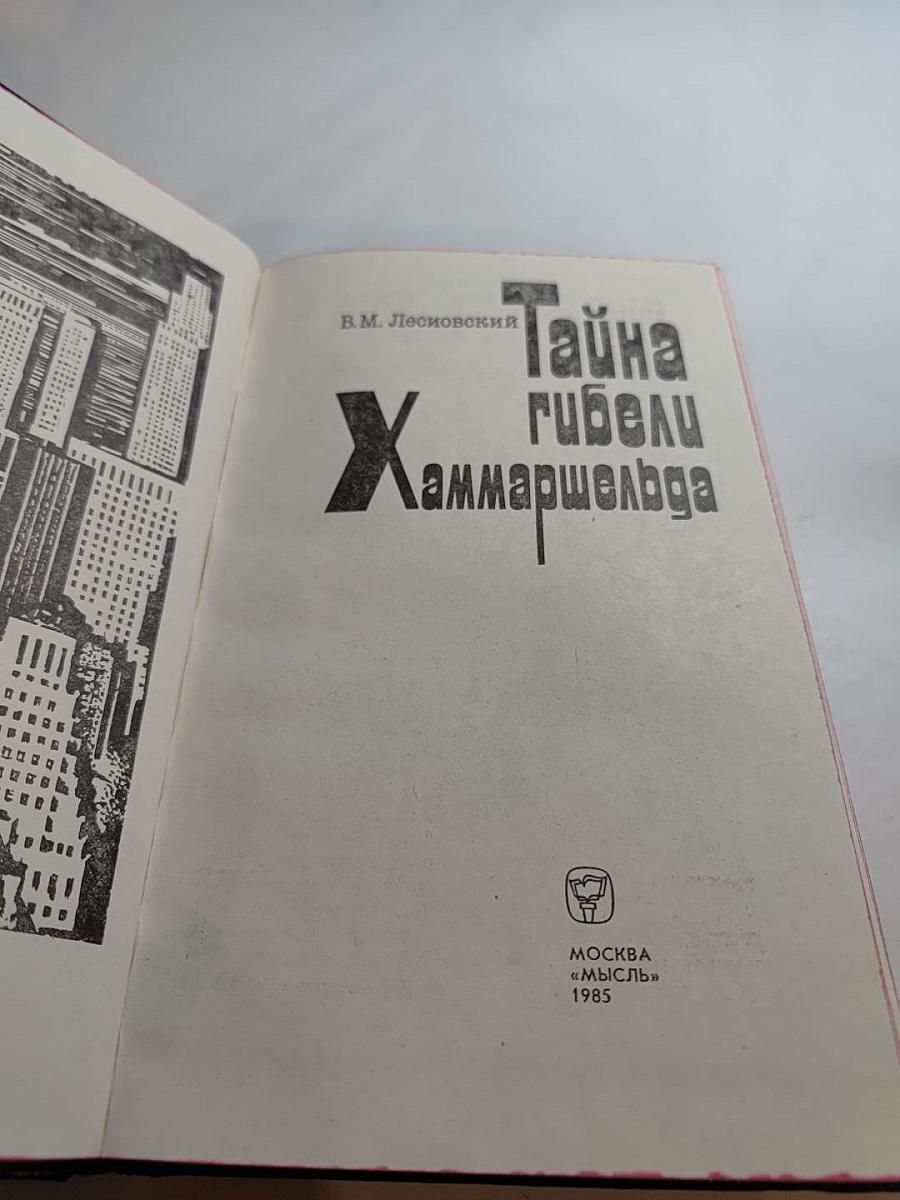 В. М. Лесиовский
Тайна
гибели
Хаммаршельда
МОСКВА
«МЫСЛЬ»
1985